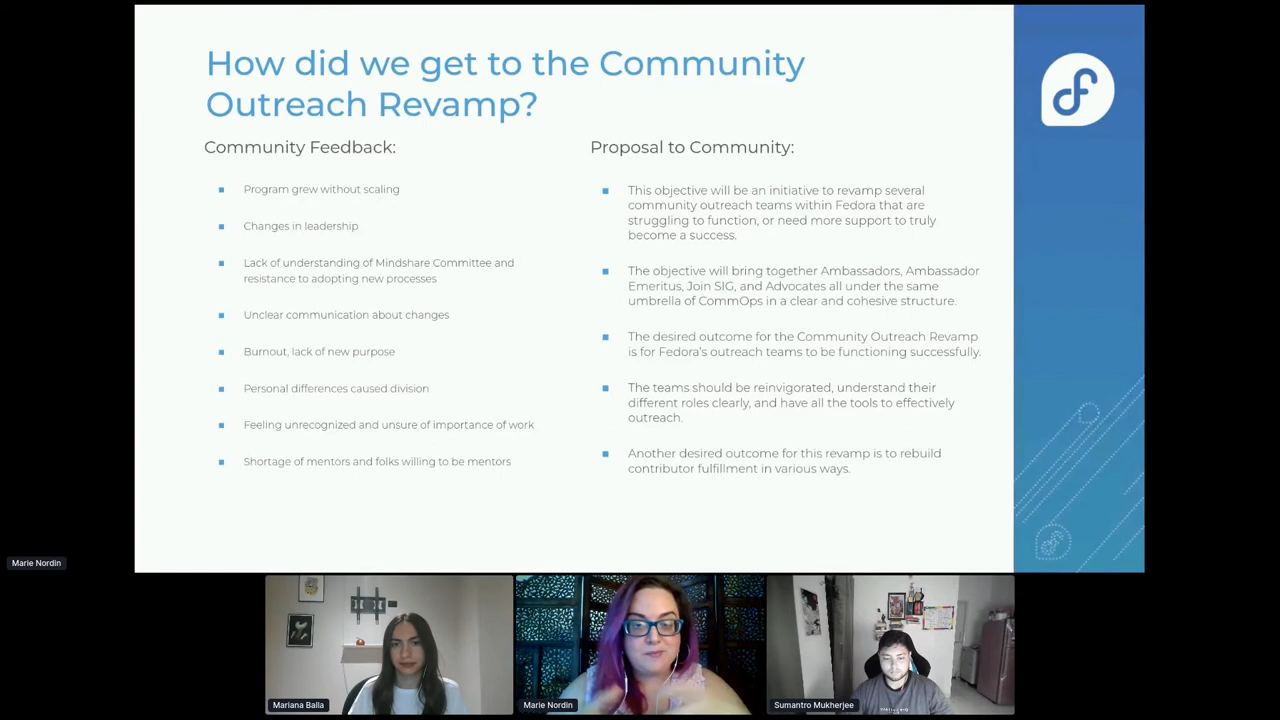 How did we get to the Community
Outreach Revamp?
Community Feedback:
Program grew without scaling
Changes in leadership
Lack of understanding of Mindshare Committee and
resistance to adopting new processes
Unclear communication about changes
Burnout, lack of new purpose
Personal differences caused division
Feeling unrecognized and unsure of importance of work
Shortage of mentors and folks willing to be mentors
Proposal to Community:
This objective will be an initiative to revamp several
community outreach teams within Fedora that are
struggling to function, or need more support to truly
become a success.
The objective will bring together Ambassadors, Ambassador
Emeritus, Join SIG, and Advocates all under the same
umbrella of CommOps in a clear and cohesive structure.
The desired outcome for the Community Outreach Revamp
is for Fedora's outreach teams to be functioning successfully.
The teams should be reinvigorated, understand their
different roles clearly, and have all the tools to effectively
outreach.
Another desired outcome for this revamp is to rebuild
contributor fulfillment in various ways.
Marie Nordin
Mariana Balla
Marie Nordin
Sumantro Mukherjee